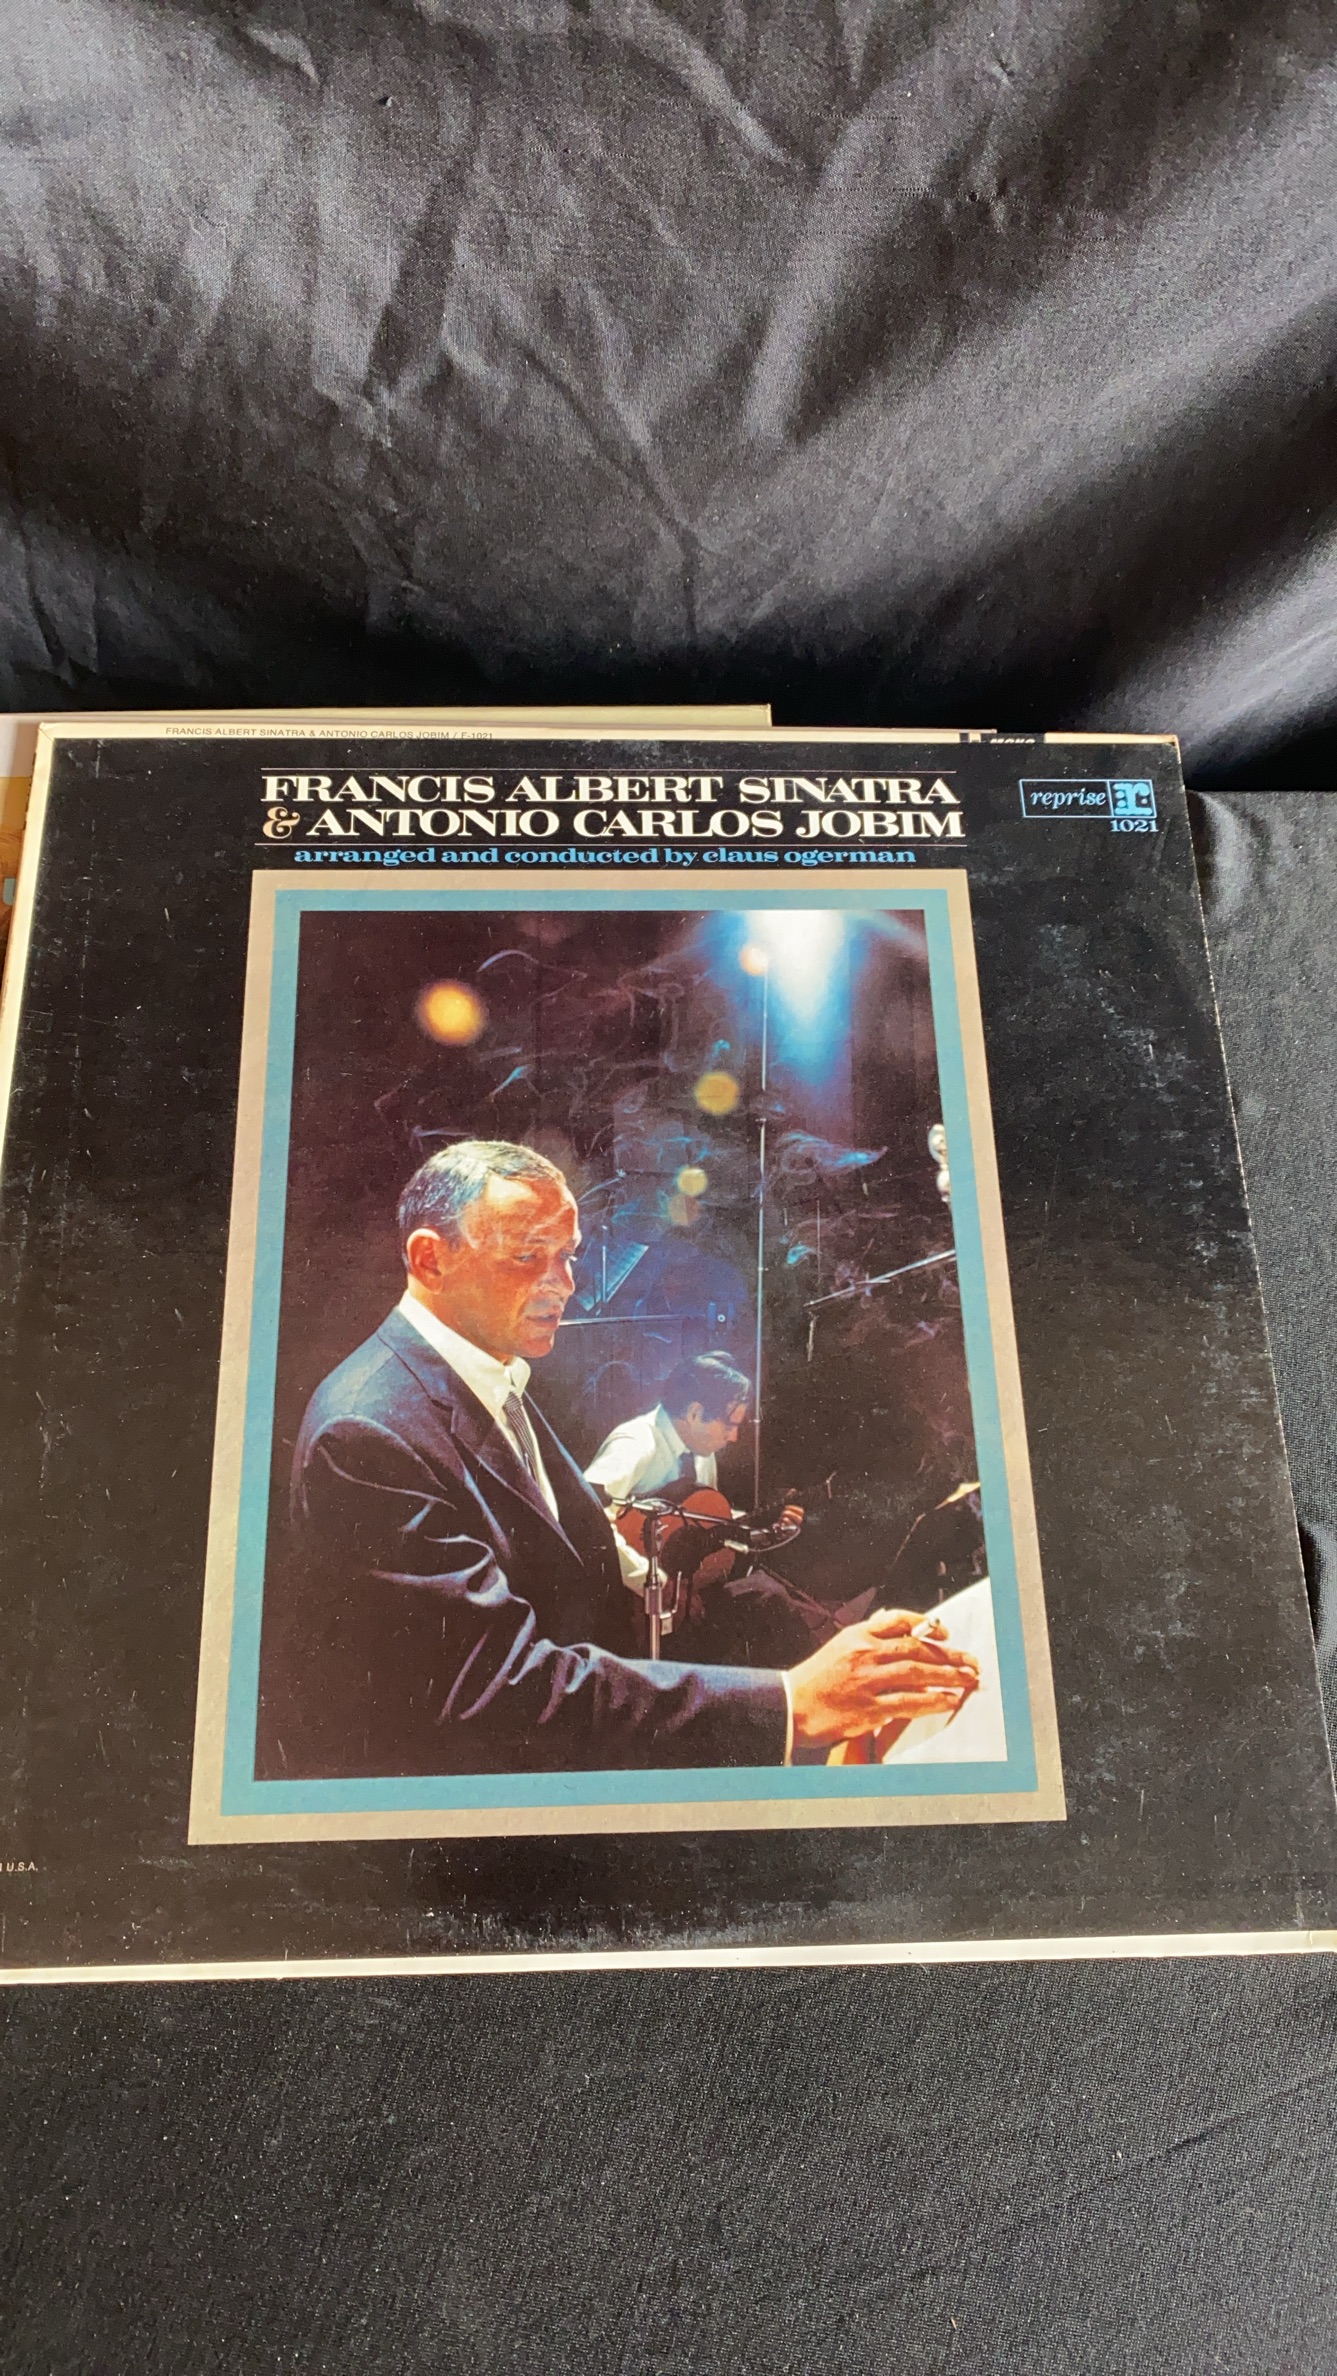 FRANCIS ALBERT SINATRA & ANTONIO CARLOS JOBIM / F-1021
MONO
FRANCIS ALBERT SINATRA
& ANTONIO CARLOS JOBIM
arranged and conducted by claus ogerman
reprise r:
1021
U.S.A.